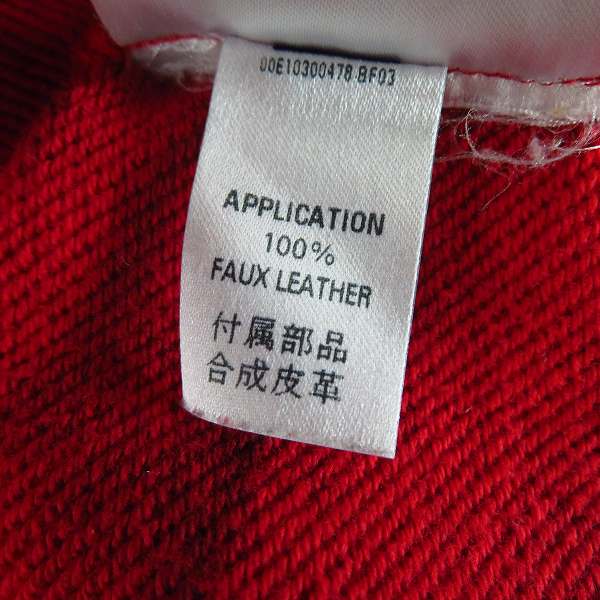 00E10300478.BF03
APPLICATION
100%
FAUX LEATHER
付属部品
合成皮革